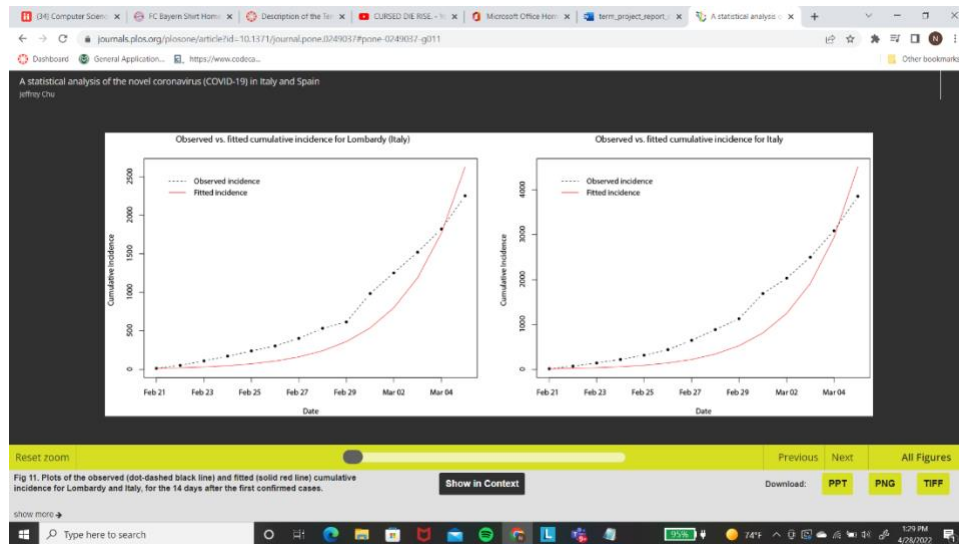 (34) Computer Scienc
FC Bayern Shirt Home
Description of the Ter
CURSED DIE RISE. -
Microsoft Office Hom
term_project_report_
A statistical analysis o
journals.plos.org/plosone/article?id=10.1371/journal.pone.0249037#pone-0249037-g011
Dashboard
General Application...
https://www.codeca...
Other bookmarks
A statistical analysis of the novel coronavirus (COVID-19) in Italy and Spain
Jeffrey Chu
Observed vs. fitted cumulative incidence for Lombardy (Italy)
Observed incidence
Fitted incidence
Cumulative incidence
2500
2000
1500
1000
500
0
Feb 21 Feb 23 Feb 25 Feb 27 Feb 29 Mar 02 Mar 04
Date
Observed vs. fitted cumulative incidence for Italy
Observed incidence
Fitted incidence
Cumulative incidence
4000
3000
2000
1000
0
Feb 21 Feb 23 Feb 25 Feb 27 Feb 29 Mar 02 Mar 04
Date
Reset zoom
Previous Next All Figures
Fig 11. Plots of the observed (dot-dashed black line) and fitted (solid red line) cumulative
incidence for Lombardy and Italy, for the 14 days after the first confirmed cases.
Show in Context
Download: PPT PNG TIFF
show more
Type here to search
95%
74°F
1:29 PM
4/28/2022